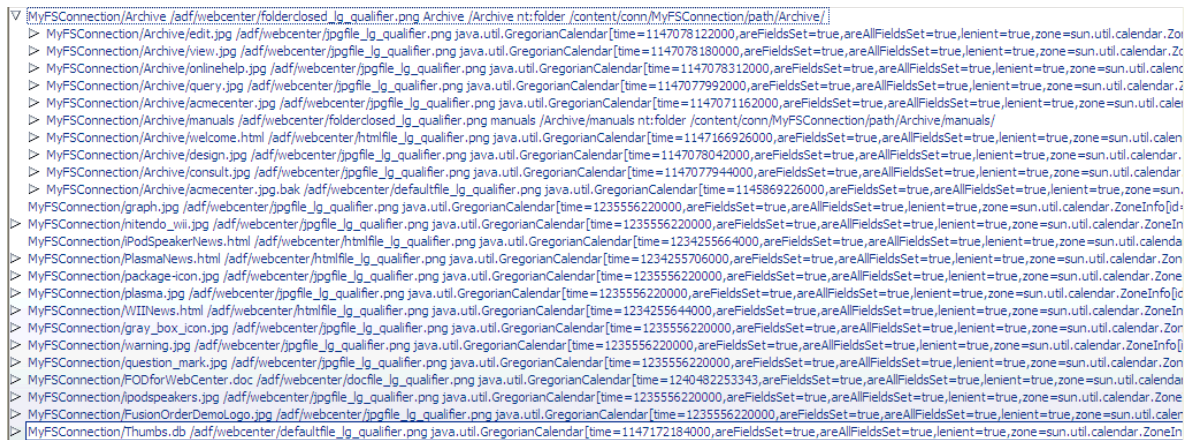 MyFSConnection/Archive /adf/webcenter/folderclosed_lg_qualifier.png Archive /Archive nt:folder /content/conn/MyFSConnection/path/Archive/
MyFSConnection/Archive/edit.jpg /adf/webcenter/jpgfile_lg_qualifier.png java.util.GregorianCalendar[time=1147078122000,areFieldsSet=true,areAllFieldsSet=true,lenient=true,zone=sun.util.calendar.Zo
MyFSConnection/Archive/view.jpg /adf/webcenter/jpgfile_lg_qualifier.png java.util.GregorianCalendar[time=1147078180000,areFieldsSet=true,areAllFieldsSet=true,lenient=true,zone=sun.util.calendar.Zo
MyFSConnection/Archive/onlinehelp.jpg /adf/webcenter/jpgfile_lg_qualifier.png java.util.GregorianCalendar[time=1147078312000,areFieldsSet=true,areAllFieldsSet=true,lenient=true,zone=sun.util.calend
MyFSConnection/Archive/query.jpg /adf/webcenter/jpgfile_lg_qualifier.png java.util.GregorianCalendar[time=1147077992000,areFieldsSet=true,areAllFieldsSet=true,lenient=true,zone=sun.util.calendar.Z
MyFSConnection/Archive/acmecenter.jpg /adf/webcenter/jpgfile_lg_qualifier.png java.util.GregorianCalendar[time=1147071162000,areFieldsSet=true,areAllFieldsSet=true,lenient=true,zone=sun.util.cale
MyFSConnection/Archive/manuals /adf/webcenter/folderclosed_lg_qualifier.png manuals /Archive/manuals nt:folder /content/conn/MyFSConnection/path/Archive/manuals/
MyFSConnection/Archive/welcome.html /adf/webcenter/htmlfile_lg_qualifier.png java.util.GregorianCalendar[time=1147166926000,areFieldsSet=true,areAllFieldsSet=true,lenient=true,zone=sun.util.calen
MyFSConnection/Archive/design.jpg /adf/webcenter/jpgfile_lg_qualifier.png java.util.GregorianCalendar[time=1147078042000,areFieldsSet=true,areAllFieldsSet=true,lenient=true,zone=sun.util.calendar.
MyFSConnection/Archive/consult.jpg /adf/webcenter/jpgfile_lg_qualifier.png java.util.GregorianCalendar[time=1147077944000,areFieldsSet=true,areAllFieldsSet=true,lenient=true,zone=sun.util.calendar
MyFSConnection/Archive/acmecenter.jpg.bak /adf/webcenter/defaultfile_lg_qualifier.png java.util.GregorianCalendar[time=1145869226000,areFieldsSet=true,areAllFieldsSet=true,lenient=true,zone=sun.
MyFSConnection/graph.jpg /adf/webcenter/jpgfile_lg_qualifier.png java.util.GregorianCalendar[time=1235556220000,areFieldsSet=true,areAllFieldsSet=true,lenient=true,zone=sun.util.calendar.ZoneInfo[id=
MyFSConnection/nitendo_wii.jpg /adf/webcenter/jpgfile_lg_qualifier.png java.util.GregorianCalendar[time=1235556220000,areFieldsSet=true,areAllFieldsSet=true,lenient=true,zone=sun.util.calendar.ZoneIn
MyFSConnection/iPodSpeakerNews.html /adf/webcenter/htmlfile_lg_qualifier.png java.util.GregorianCalendar[time=1234255664000,areFieldsSet=true,areAllFieldsSet=true,lenient=true,zone=sun.util.calenda
MyFSConnection/PlasmaNews.html /adf/webcenter/htmlfile_lg_qualifier.png java.util.GregorianCalendar[time=1234255706000,areFieldsSet=true,areAllFieldsSet=true,lenient=true,zone=sun.util.calendar.Zon
MyFSConnection/package-icon.jpg /adf/webcenter/jpgfile_lg_qualifier.png java.util.GregorianCalendar[time=1235556220000,areFieldsSet=true,areAllFieldsSet=true,lenient=true,zone=sun.util.calendar.Zone
MyFSConnection/plasma.jpg /adf/webcenter/jpgfile_lg_qualifier.png java.util.GregorianCalendar[time=1235556220000,areFieldsSet=true,areAllFieldsSet=true,lenient=true,zone=sun.util.calendar.ZoneInfo[id
MyFSConnection/WIINews.html /adf/webcenter/htmlfile_lg_qualifier.png java.util.GregorianCalendar[time=1234255644000,areFieldsSet=true,areAllFieldsSet=true,lenient=true,zone=sun.util.calendar.ZoneIn
MyFSConnection/gray_box_icon.jpg /adf/webcenter/jpgfile_lg_qualifier.png java.util.GregorianCalendar[time=1235556220000,areFieldsSet=true,areAllFieldsSet=true,lenient=true,zone=sun.util.calendar.Zon
MyFSConnection/warning.jpg /adf/webcenter/jpgfile_lg_qualifier.png java.util.GregorianCalendar[time=1235556220000,areFieldsSet=true,areAllFieldsSet=true,lenient=true,zone=sun.util.calendar.ZoneInfo[i
MyFSConnection/question_mark.jpg /adf/webcenter/jpgfile_lg_qualifier.png java.util.GregorianCalendar[time=1235556220000,areFieldsSet=true,areAllFieldsSet=true,lenient=true,zone=sun.util.calendar.Zon
MyFSConnection/FODforWebCenter.doc /adf/webcenter/docfile_lg_qualifier.png java.util.GregorianCalendar[time=1240482253343,areFieldsSet=true,areAllFieldsSet=true,lenient=true,zone=sun.util.calendar
MyFSConnection/ipodspeakers.jpg /adf/webcenter/jpgfile_lg_qualifier.png java.util.GregorianCalendar[time=1235556220000,areFieldsSet=true,areAllFieldsSet=true,lenient=true,zone=sun.util.calendar.Zone
MyFSConnection/FusionOrderDemoLogo.jpg /adf/webcenter/jpgfile_lg_qualifier.png java.util.GregorianCalendar[time=1235556220000,areFieldsSet=true,areAllFieldsSet=true,lenient=true,zone=sun.util.calen
MyFSConnection/Thumbs.db /adf/webcenter/defaultfile_lg_qualifier.png java.util.GregorianCalendar[time=1147172184000,areFieldsSet=true,areAllFieldsSet=true,lenient=true,zone=sun.util.calendar.ZoneIn